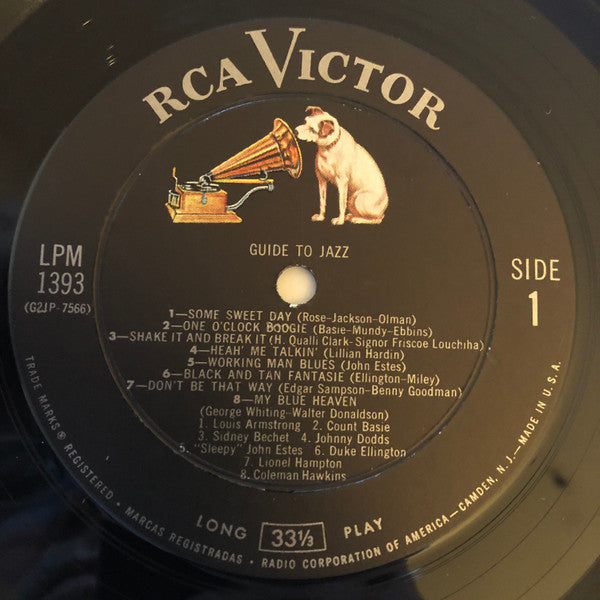 RCA VICTOR
GUIDE TO JAZZ
LPM
1393
(G2JP-7566)
SIDE
1
1—SOME SWEET DAY (Rose-Jackson-Olman)
2—ONE O'CLOCK BOOGIE (Basie-Mundy-Ebbins)
3—SHAKE IT AND BREAK IT (H. Qualli Clark-Signor Friscoe Louchiha)
4—HEAH' ME TALKIN' (Lillian Hardin)
5—WORKING MAN BLUES (John Estes)
6—BLACK AND TAN FANTASIE (Ellington-Miley)
7—DON'T BE THAT WAY (Edgar Sampson-Benny Goodman)
8—MY BLUE HEAVEN
(George Whiting-Walter Donaldson)
1. Louis Armstrong 2. Count Basie
3. Sidney Bechet 4. Johnny Dodds
5. "Sleepy" John Estes 6. Duke Ellington
7. Lionel Hampton
8. Coleman Hawkins
LONG 33⅓ PLAY
TRADE MARKS ® REGISTERED • MARCAS REGISTRADAS • RADIO CORPORATION OF AMERICA—CAMDEN, N. J.—MADE IN U.S.A.